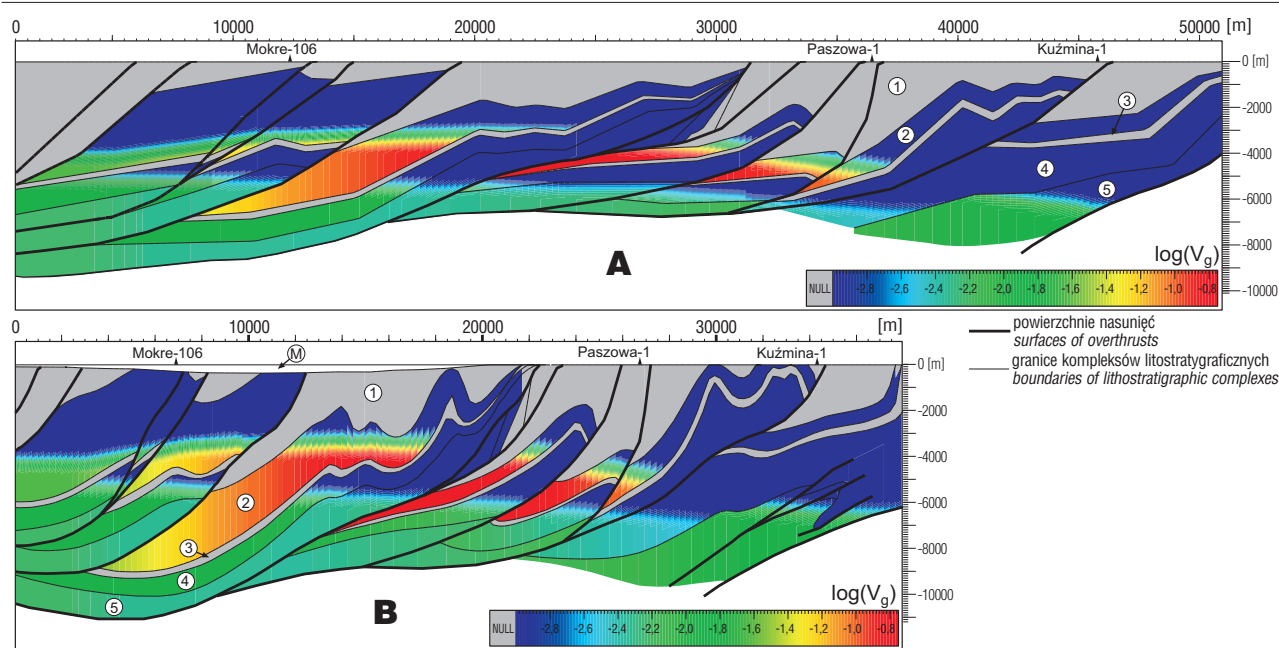 0 10000 20000 30000 40000 50000 [m]
Mokre-106 Paszowa-1 Kuźmina-1
0 [m]
-2000
-4000
-6000
-8000
-10000
1
2
3
4
5
A
log(Vg)
NULL -2,8 -2,6 -2,4 -2,2 -2,0 -1,8 -1,6 -1,4 -1,2 -1,0 -0,8
0 10000 20000 30000 [m]
Mokre-106 M Paszowa-1 Kuźmina-1
0 [m]
-2000
-4000
-6000
-8000
-10000
1
2
3
4
5
B
log(Vg)
NULL -2,8 -2,6 -2,4 -2,2 -2,0 -1,8 -1,6 -1,4 -1,2 -1,0 -0,8
powierzchnie nasunięć
surfaces of overthrusts
granice kompleksów litostratygraficznych
boundaries of lithostratigraphic complexes